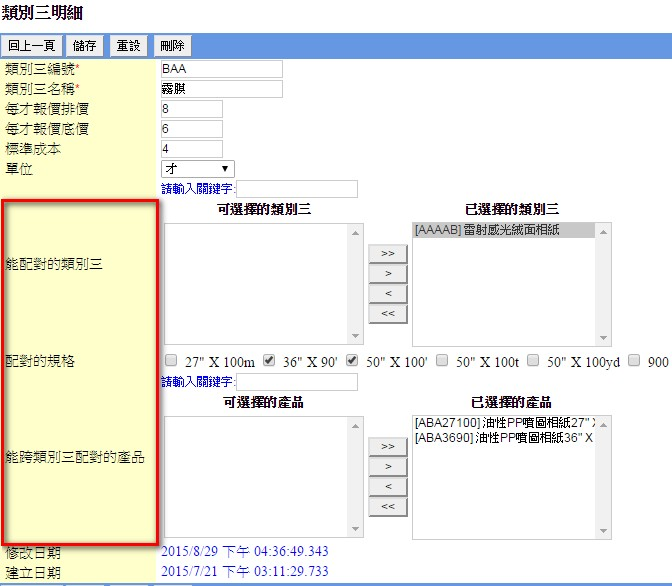 類別三明細
回上一頁 儲存 重設 刪除
類別三編號* BAA
類別三名稱* 霧膜
每才報價排價 8
每才報價底價 6
標準成本 4
單位 才
請輸入關鍵字:
可選擇的類別三 已選擇的類別三
[AAAAB] 雷射感光絨面相紙
能配對的類別三
>>
>
<
<<
配對的規格 27" X 100m 36" X 90' 50" X 100' 50" X 100t 50" X 100yd 900
請輸入關鍵字:
可選擇的產品 已選擇的產品
[ABA27100] 油性PP噴圖相紙27" X
[ABA3690] 油性PP噴圖相紙36" X
能跨類別三配對的產品
>>
>
<
<<
修改日期 2015/8/29 下午 04:36:49.343
建立日期 2015/7/21 下午 03:11:29.733